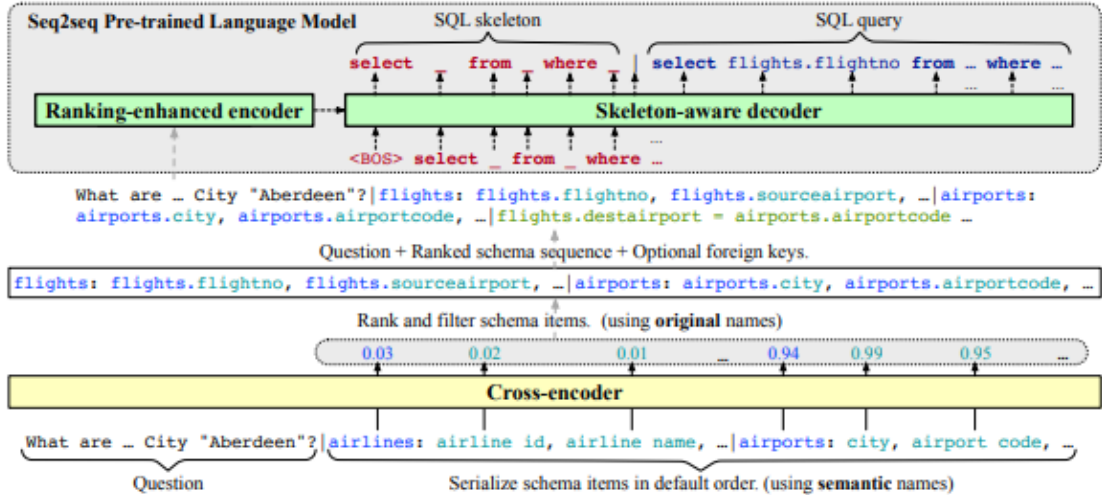 Seq2seq Pre-trained Language Model
SQL skeleton
SQL query
select _ from _ where _ | select flights.flightno from … where …
… …
Ranking-enhanced encoder
Skeleton-aware decoder
…
<BOS> select _ from _ where …
What are … City "Aberdeen"?|flights: flights.flightno, flights.sourceairport, …|airports:
airports.city, airports.airportcode, …|flights.destairport = airports.airportcode …
Question + Ranked schema sequence + Optional foreign keys.
flights: flights.flightno, flights.sourceairport, …|airports: airports.city, airports.airportcode, …
Rank and filter schema items. (using original names)
0.03 0.02 0.01 … 0.94 0.99 0.95 …
Cross-encoder
What are … City "Aberdeen"?|airlines: airline id, airline name, …|airports: city, airport code, …
Question
Serialize schema items in default order. (using semantic names)